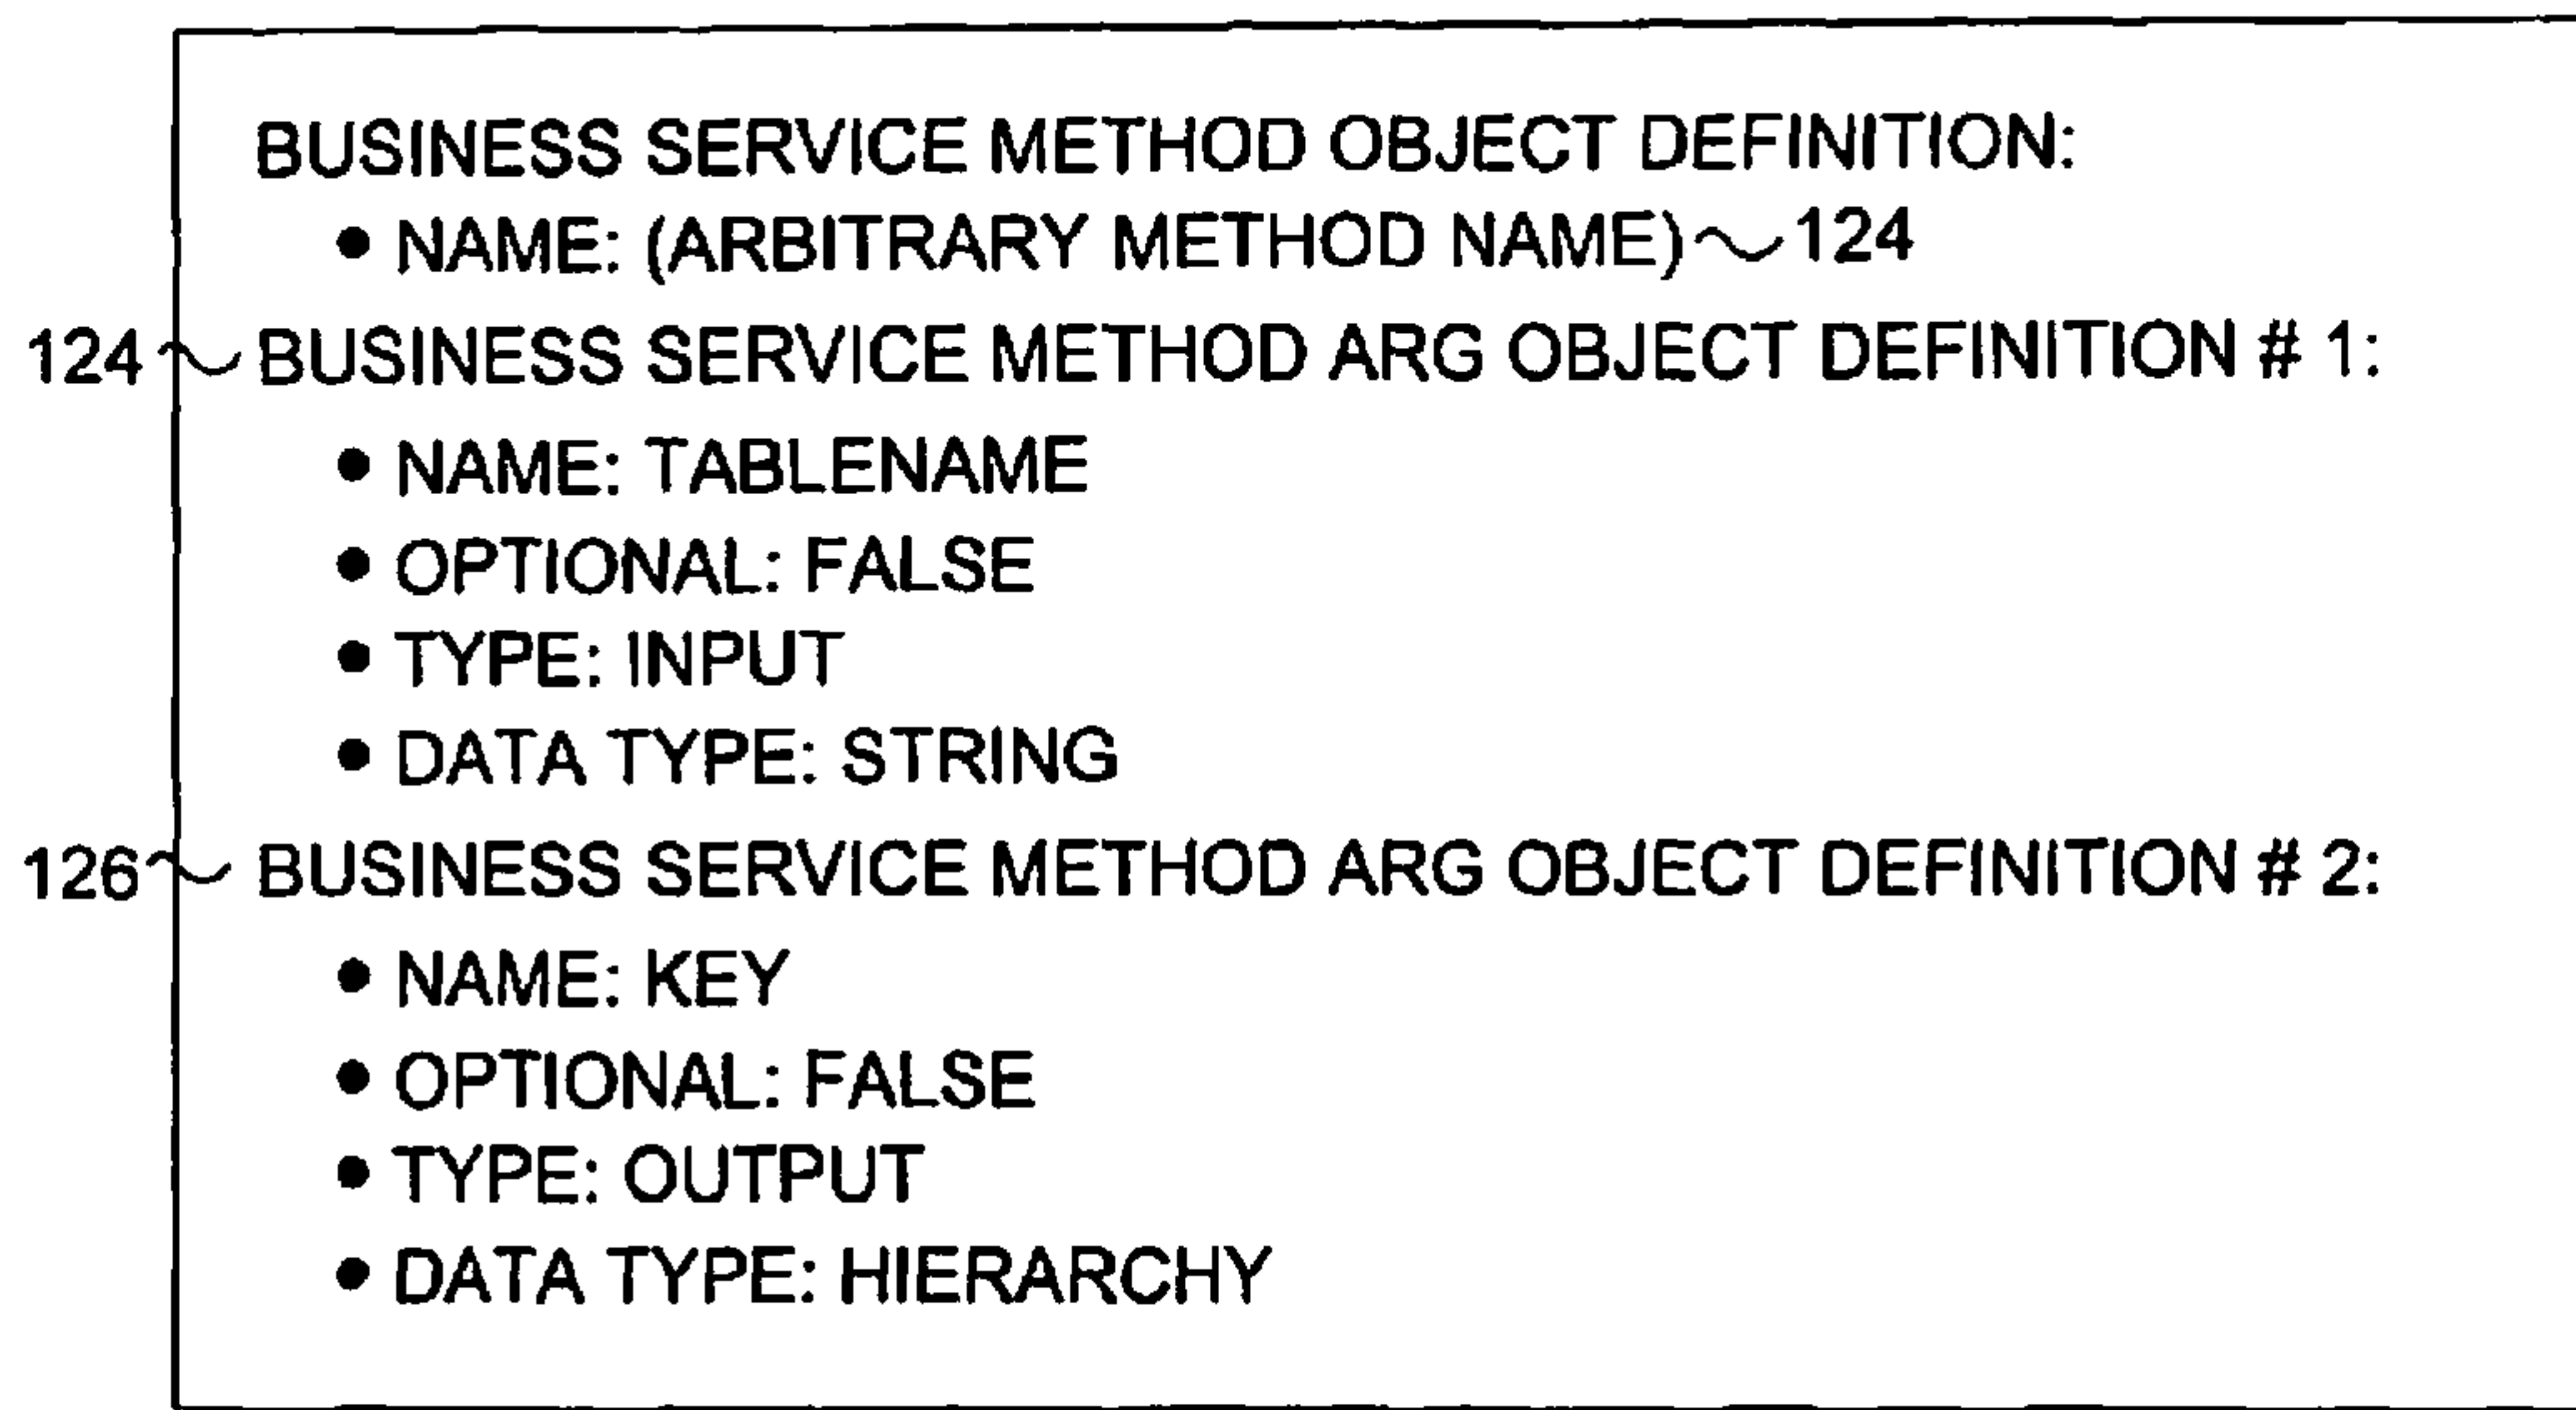 BUSINESS SERVICE METHOD OBJECT DEFINITION:
• NAME: (ARBITRARY METHOD NAME) 124
124 BUSINESS SERVICE METHOD ARG OBJECT DEFINITION # 1:
• NAME: TABLENAME
• OPTIONAL: FALSE
• TYPE: INPUT
• DATA TYPE: STRING
126 BUSINESS SERVICE METHOD ARG OBJECT DEFINITION # 2:
• NAME: KEY
• OPTIONAL: FALSE
• TYPE: OUTPUT
• DATA TYPE: HIERARCHY